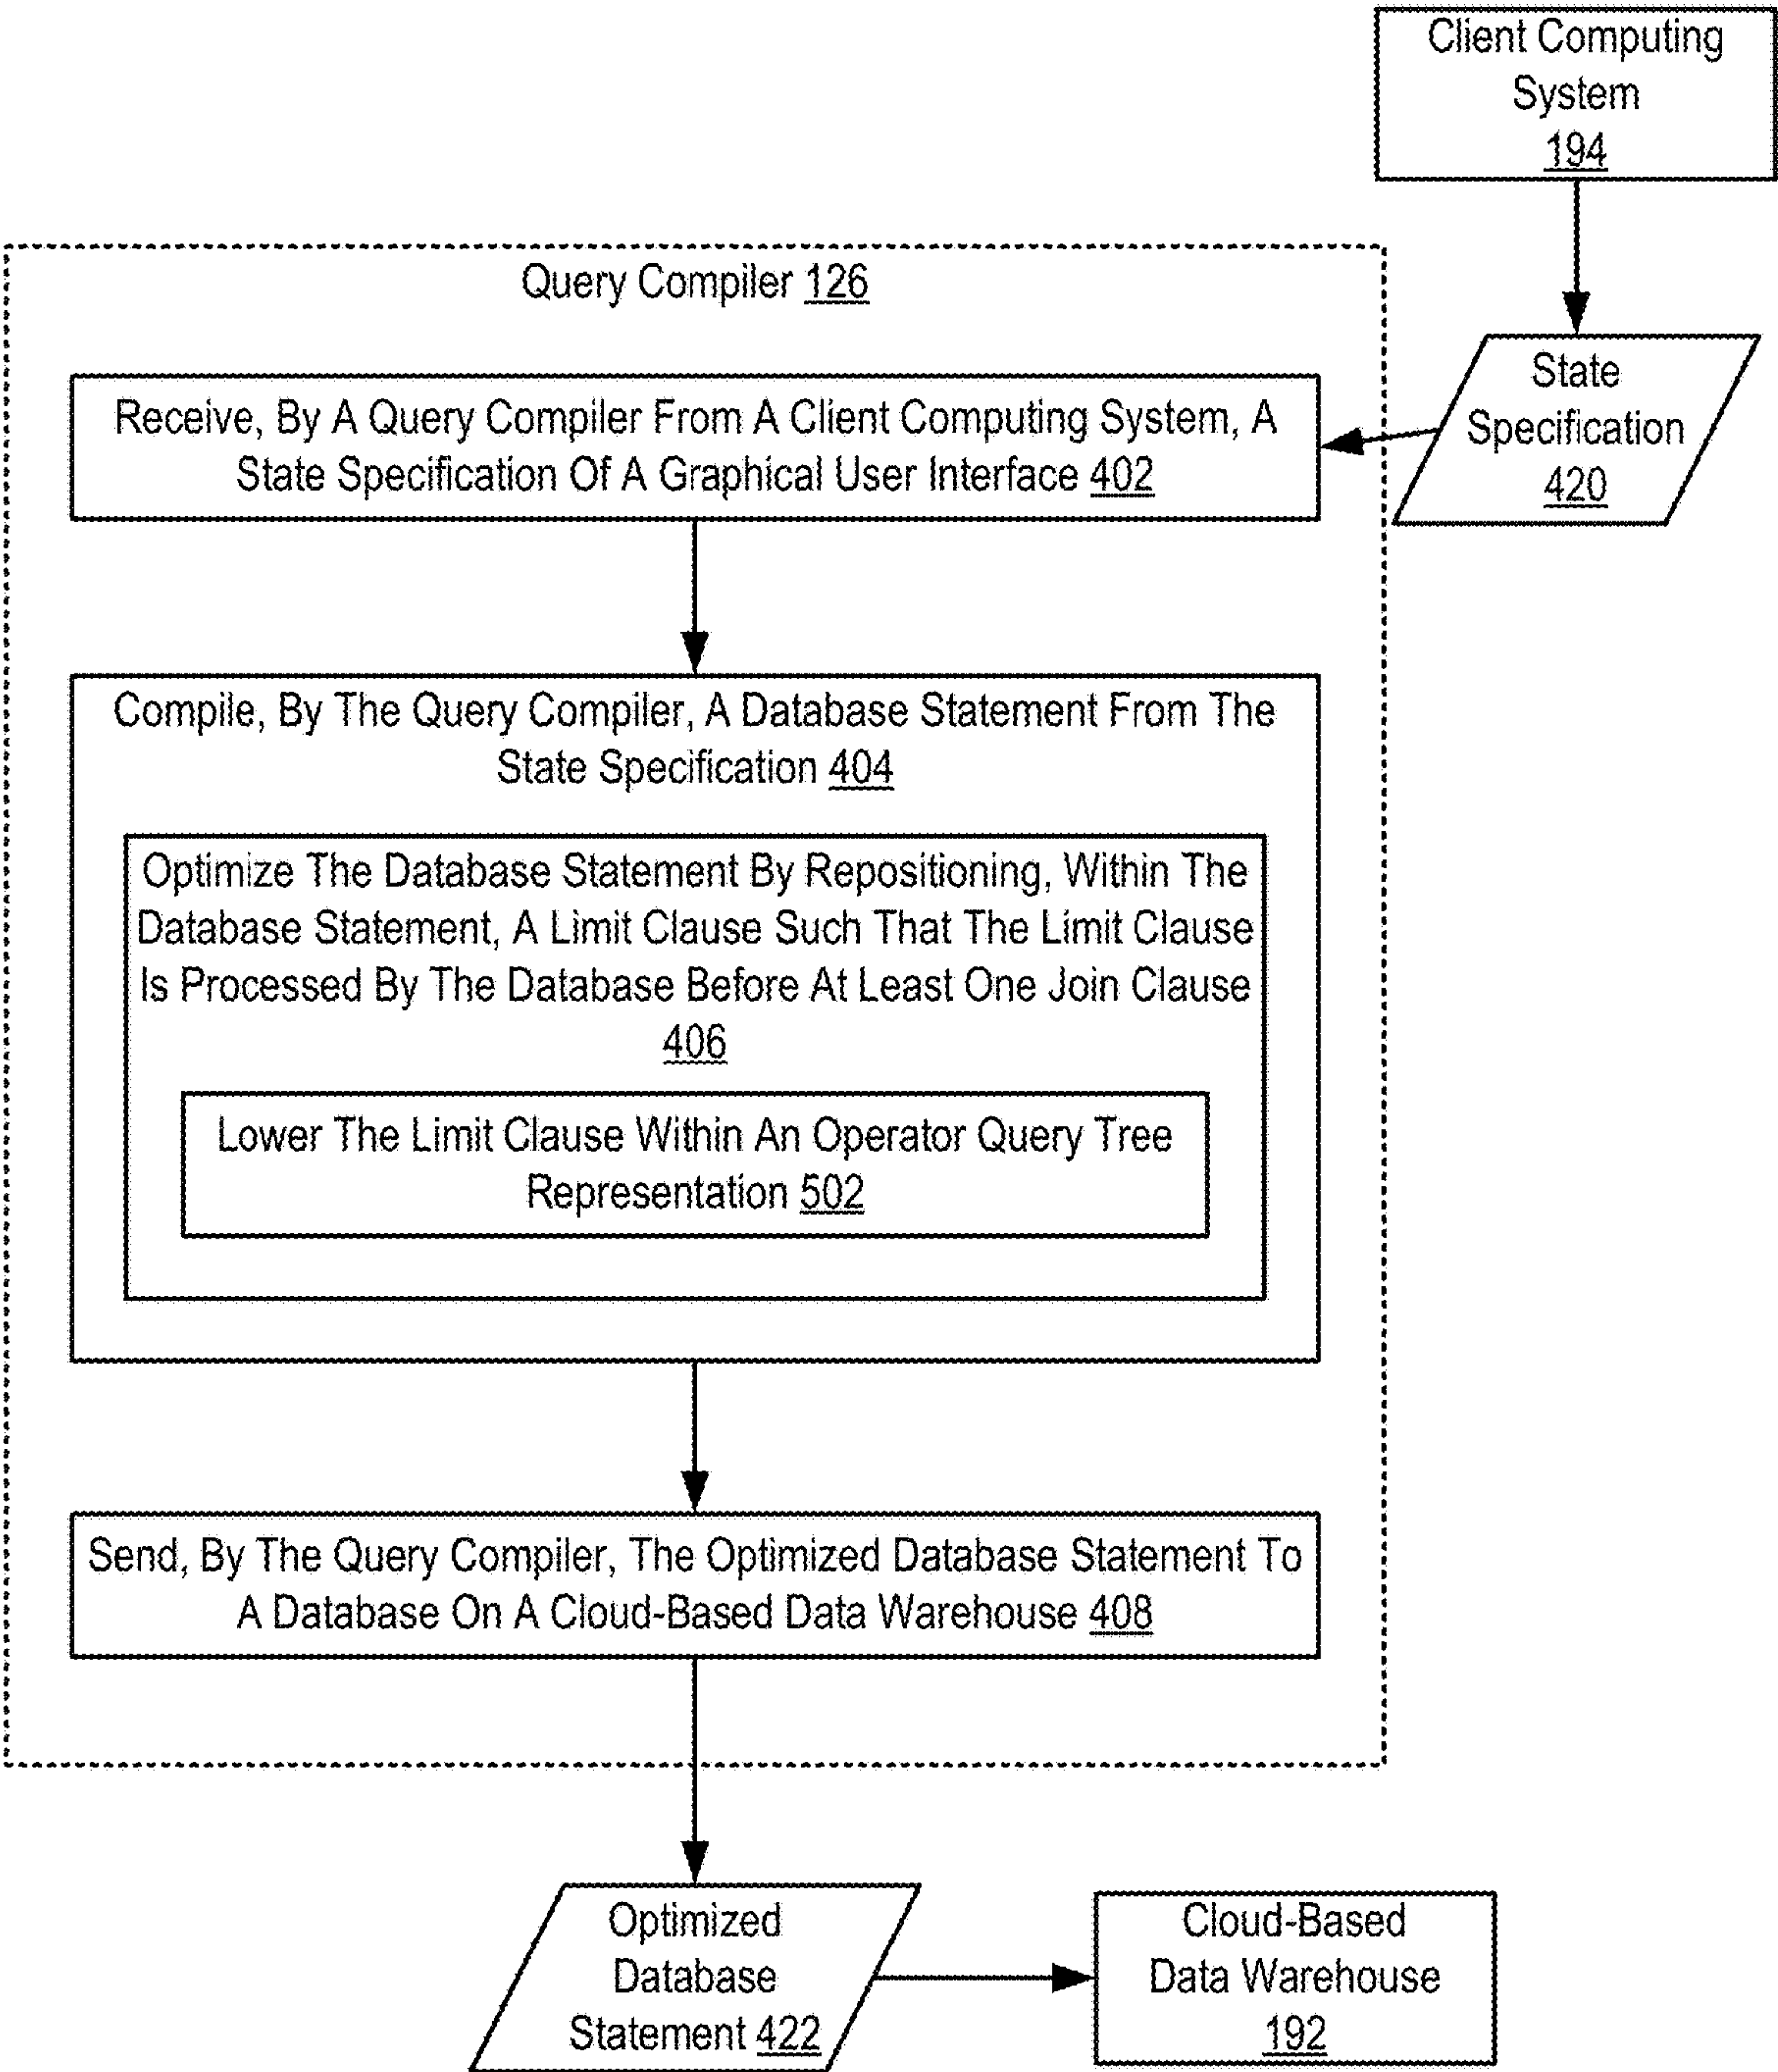 Client Computing
System
194
Query Compiler 126
State
Specification
420
Receive, By A Query Compiler From A Client Computing System, A
State Specification Of A Graphical User Interface 402
Compile, By The Query Compiler, A Database Statement From The
State Specification 404
Optimize The Database Statement By Repositioning, Within The
Database Statement, A Limit Clause Such That The Limit Clause
Is Processed By The Database Before At Least One Join Clause
406
Lower The Limit Clause Within An Operator Query Tree
Representation 502
Send, By The Query Compiler, The Optimized Database Statement To
A Database On A Cloud-Based Data Warehouse 408
Optimized
Database
Statement 422
Cloud-Based
Data Warehouse
192